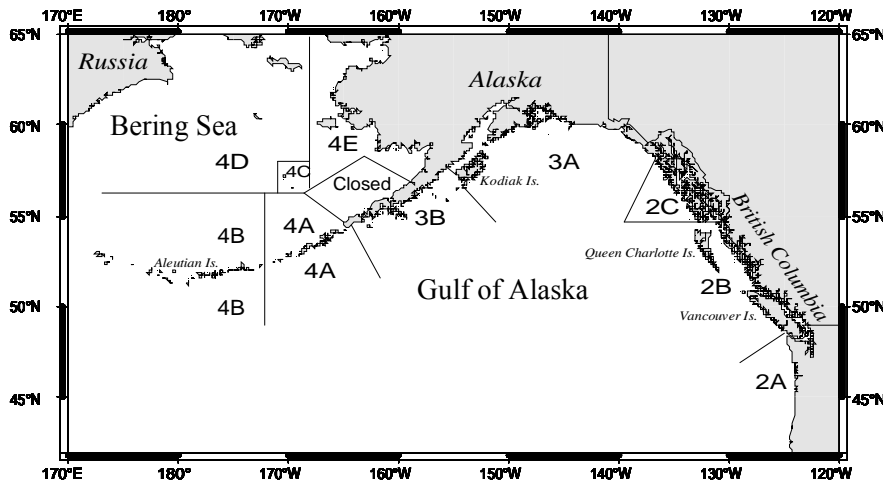 170°E 180° 170°W 160°W 150°W 140°W 130°W 120°W
65°N 65°N
Russia
Alaska
60°N 60°N
Bering Sea
4E
4D
4C
3A
Closed
Kodiak Is.
55°N 55°N
3B
2C
4A
4B
British Columbia
Queen Charlotte Is.
Aleutian Is.
4A
2B
50°N 50°N
Gulf of Alaska
4B
Vancouver Is.
2A
45°N 45°N
170°E 180° 170°W 160°W 150°W 140°W 130°W 120°W